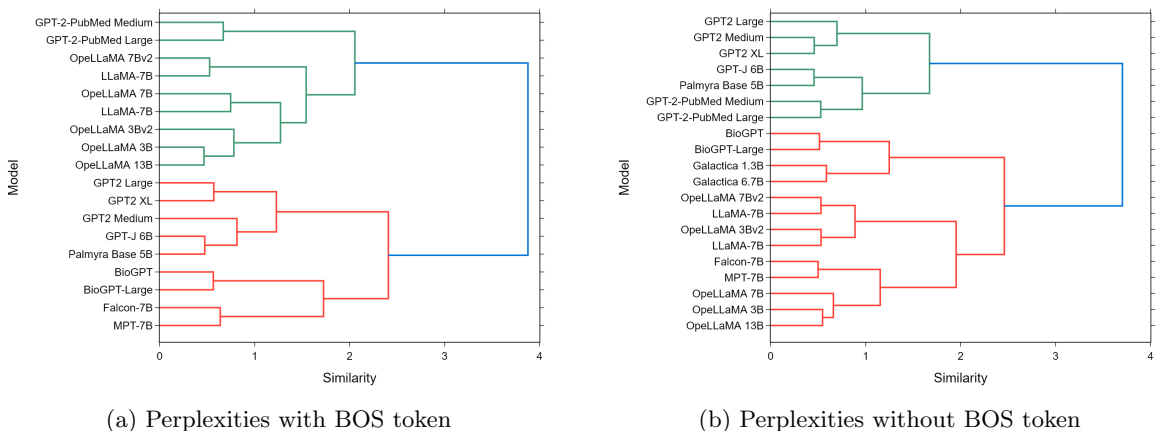 GPT-2-PubMed Medium
GPT-2-PubMed Large
OpeLLaMA 7Bv2
LLaMA-7B
OpeLLaMA 7B
LLaMA-7B
OpeLLaMA 3Bv2
OpeLLaMA 3B
OpeLLaMA 13B
GPT2 Large
GPT2 XL
GPT2 Medium
GPT-J 6B
Palmyra Base 5B
BioGPT
BioGPT-Large
Falcon-7B
MPT-7B
Model
0 1 2 3 4
Similarity
(a) Perplexities with BOS token
GPT2 Large
GPT2 Medium
GPT2 XL
GPT-J 6B
Palmyra Base 5B
GPT-2-PubMed Medium
GPT-2-PubMed Large
BioGPT
BioGPT-Large
Galactica 1.3B
Galactica 6.7B
OpeLLaMA 7Bv2
LLaMA-7B
OpeLLaMA 3Bv2
LLaMA-7B
Falcon-7B
MPT-7B
OpeLLaMA 7B
OpeLLaMA 3B
OpeLLaMA 13B
Model
0 1 2 3 4
Similarity
(b) Perplexities without BOS token